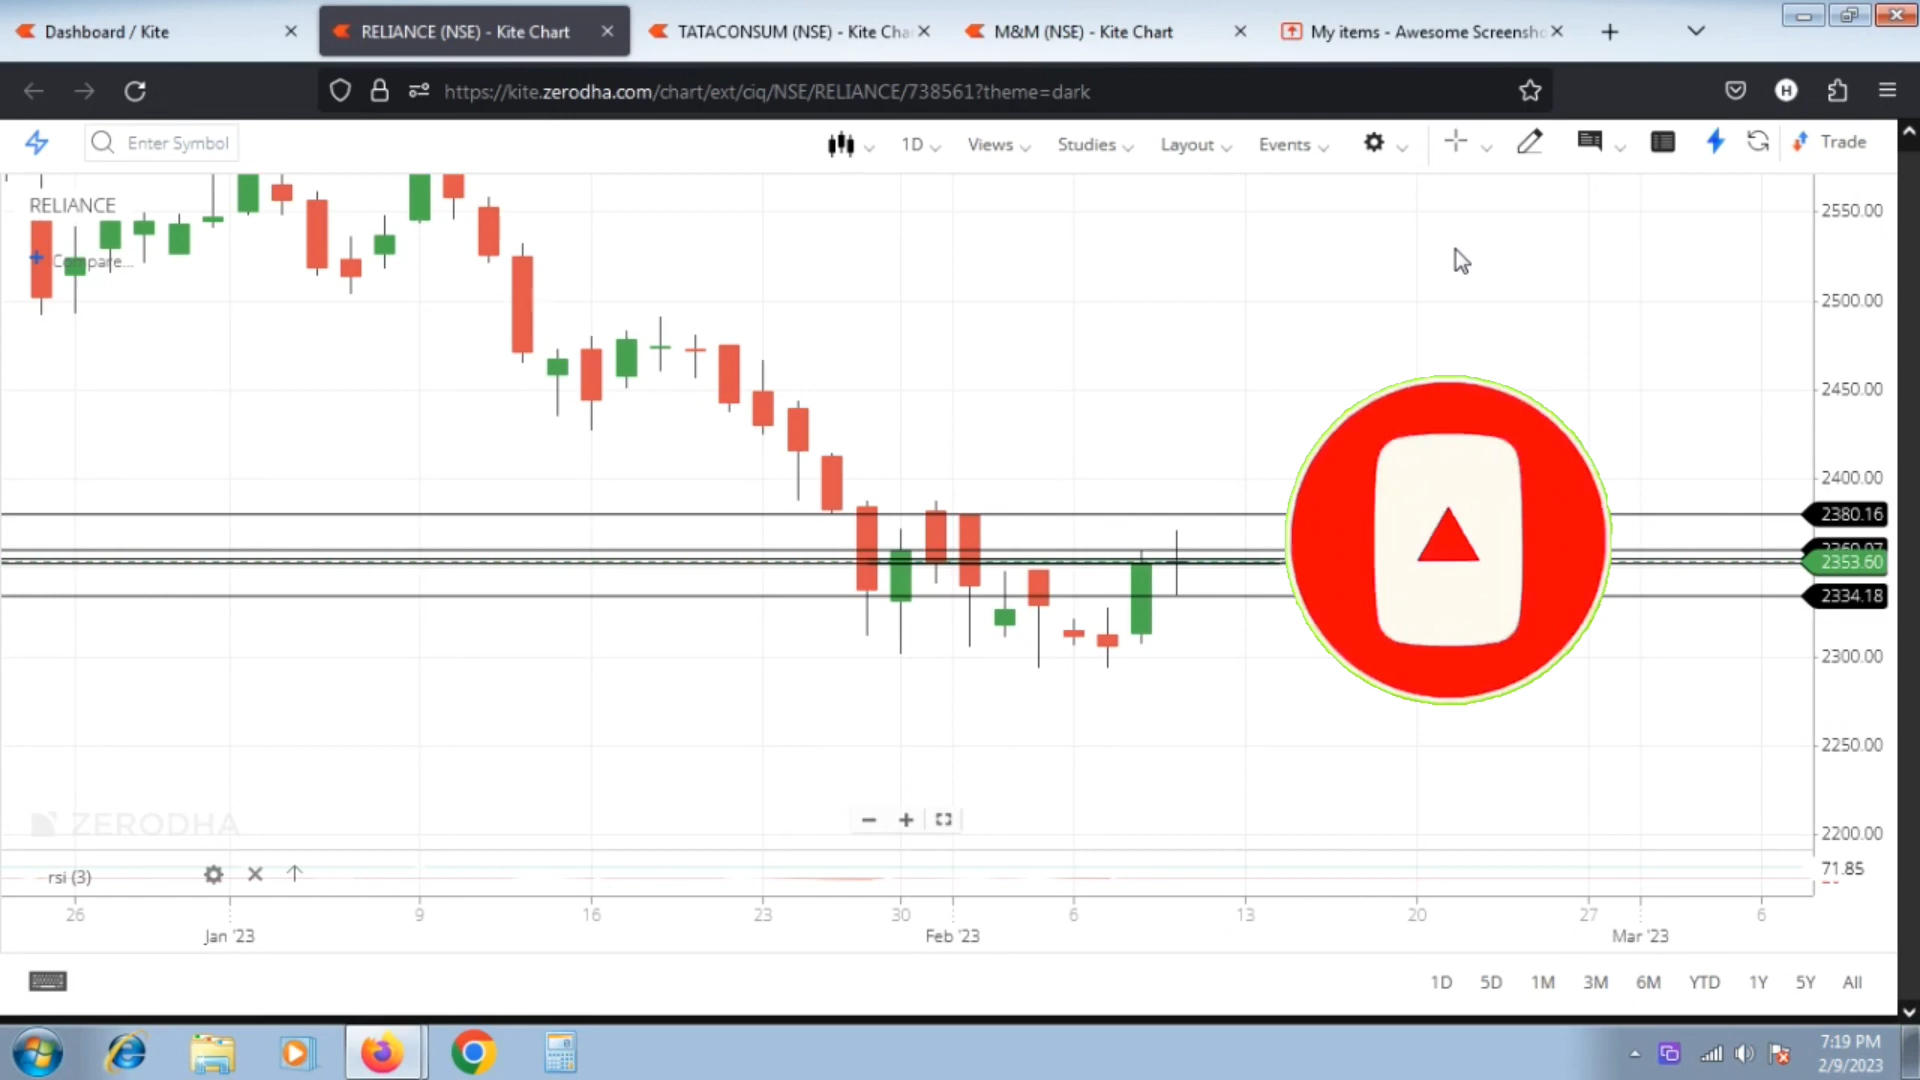 Dashboard / Kite
RELIANCE (NSE) - Kite Chart
TATACONSUM (NSE) - Kite Cha
M&M (NSE) - Kite Chart
My items - Awesome Screensho
https://kite.zerodha.com/chart/ext/ciq/NSE/RELIANCE/738561?theme=dark
H
Enter Symbol
1D
Views
Studies
Layout
Events
Trade
RELIANCE
Compare...
2550.00
2500.00
2450.00
2400.00
2380.16
2353.60
2334.18
2300.00
2250.00
2200.00
ZERODHA
rsi (3)
71.85
26
9
16
23
30
6
13
20
27
6
Jan '23
Feb '23
Mar '23
1D 5D 1M 3M 6M YTD 1Y 5Y All
7:19 PM
2/9/2023